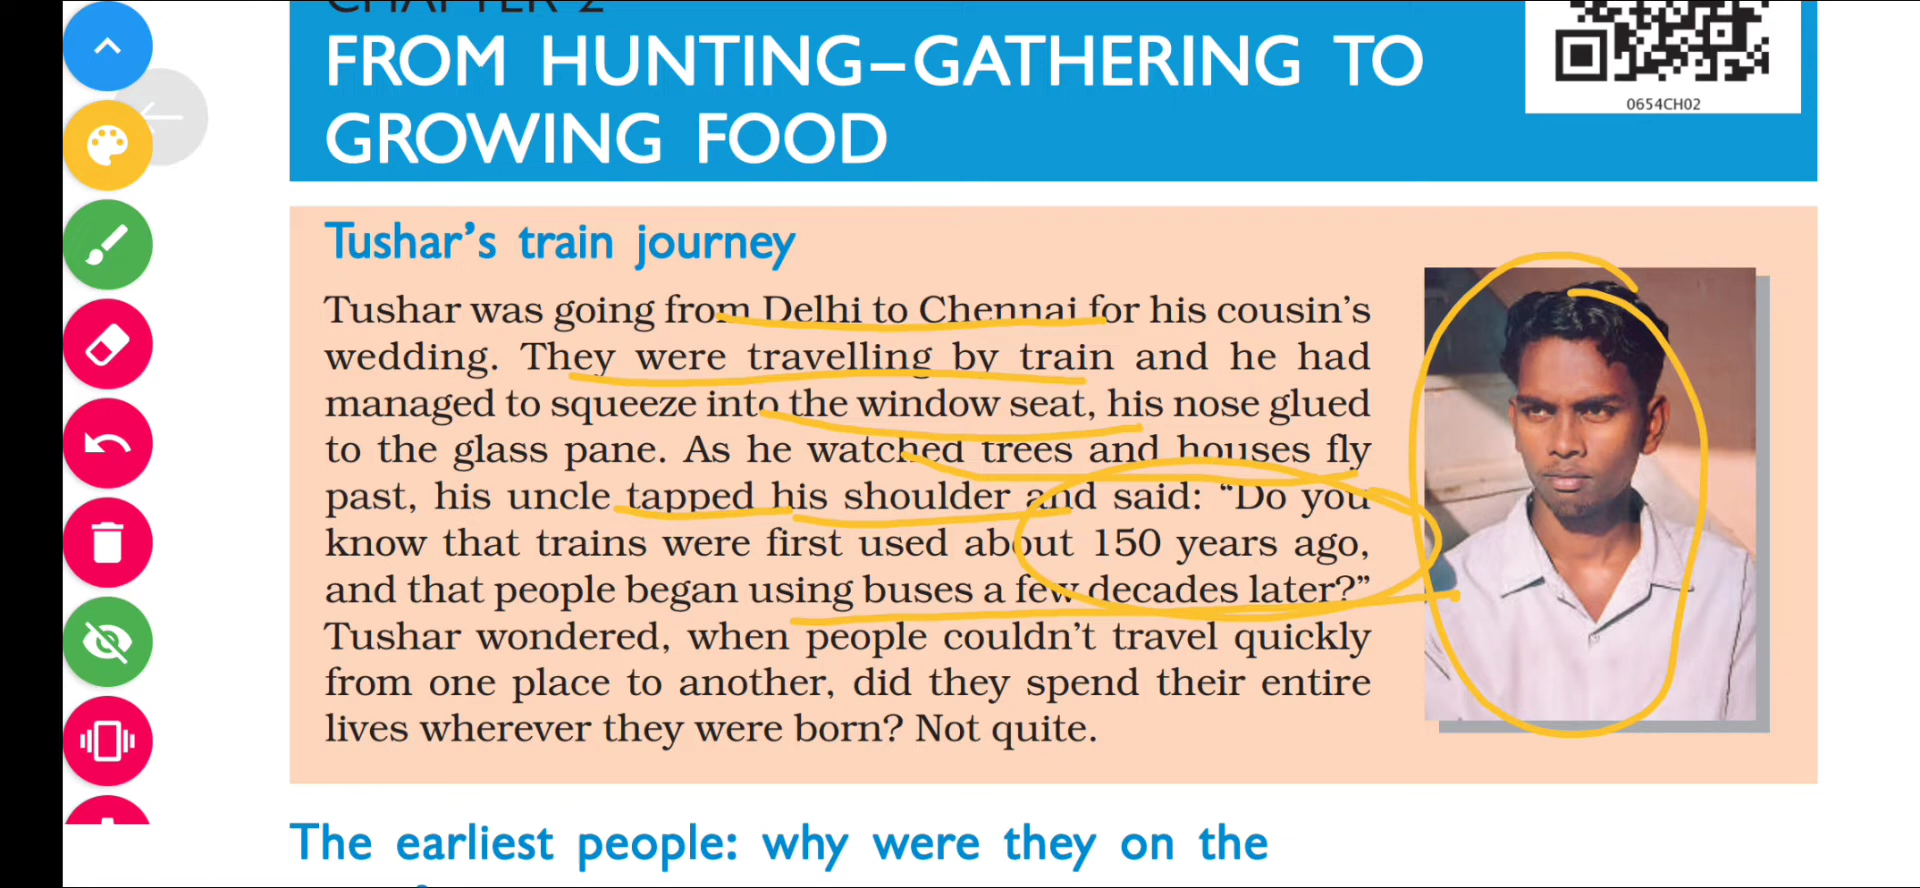 CHAPTER 2
FROM HUNTING–GATHERING TO
GROWING FOOD
0654CH02
Tushar’s train journey
Tushar was going from Delhi to Chennai for his cousin’s
wedding. They were travelling by train and he had
managed to squeeze into the window seat, his nose glued
to the glass pane. As he watched trees and houses fly
past, his uncle tapped his shoulder and said: “Do you
know that trains were first used about 150 years ago,
and that people began using buses a few decades later?”
Tushar wondered, when people couldn’t travel quickly
from one place to another, did they spend their entire
lives wherever they were born? Not quite.
The earliest people: why were they on the